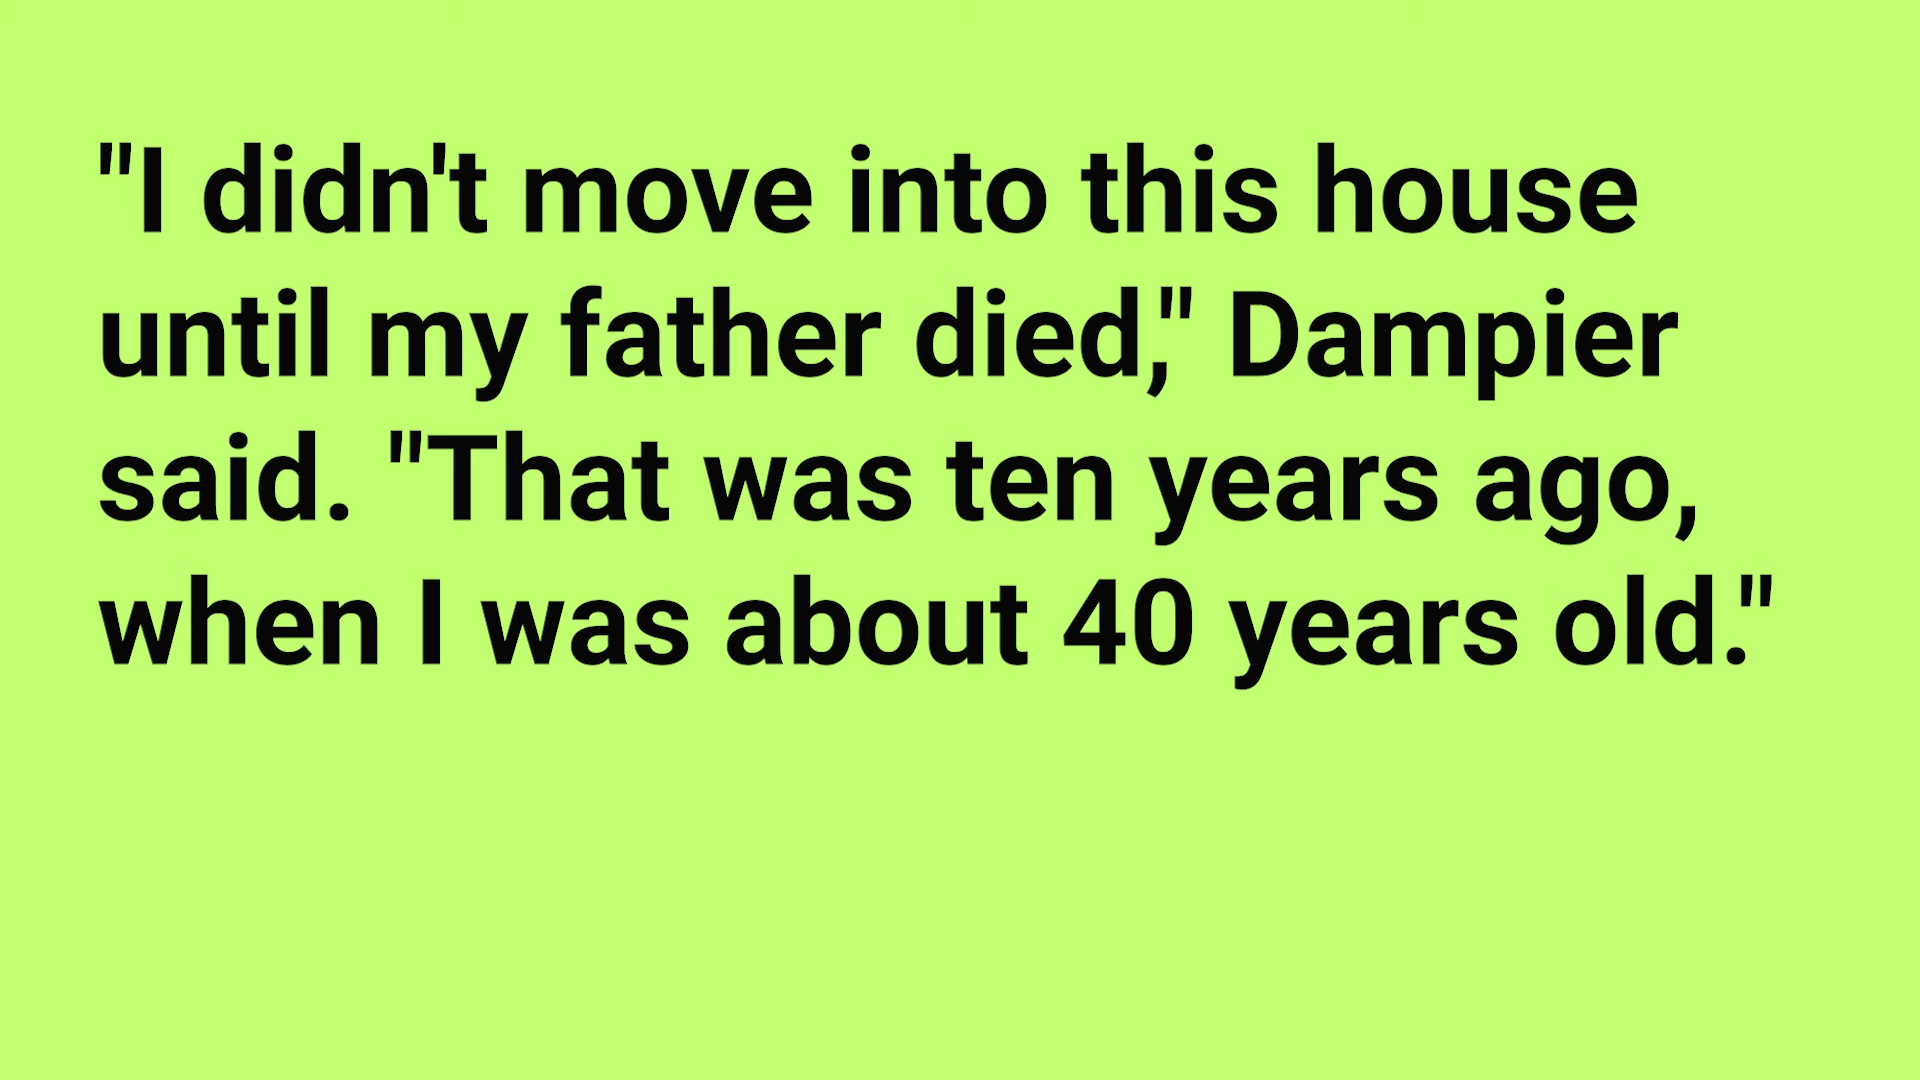 "I didn't move into this house
until my father died," Dampier
said. "That was ten years ago,
when I was about 40 years old."